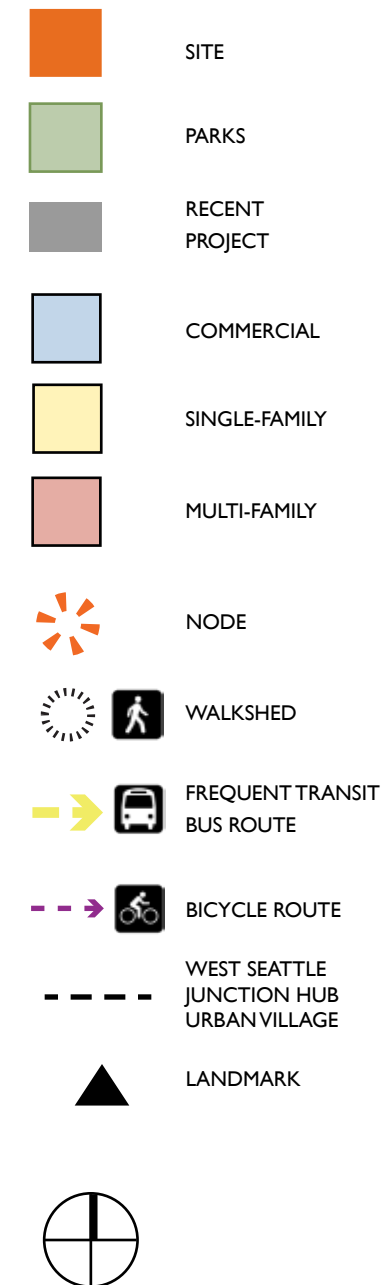 SITE
PARKS
RECENT
PROJECT
COMMERCIAL
SINGLE-FAMILY
MULTI-FAMILY
NODE
WALKSHED
FREQUENT TRANSIT
BUS ROUTE
BICYCLE ROUTE
WEST SEATTLE
JUNCTION HUB
URBAN VILLAGE
LANDMARK